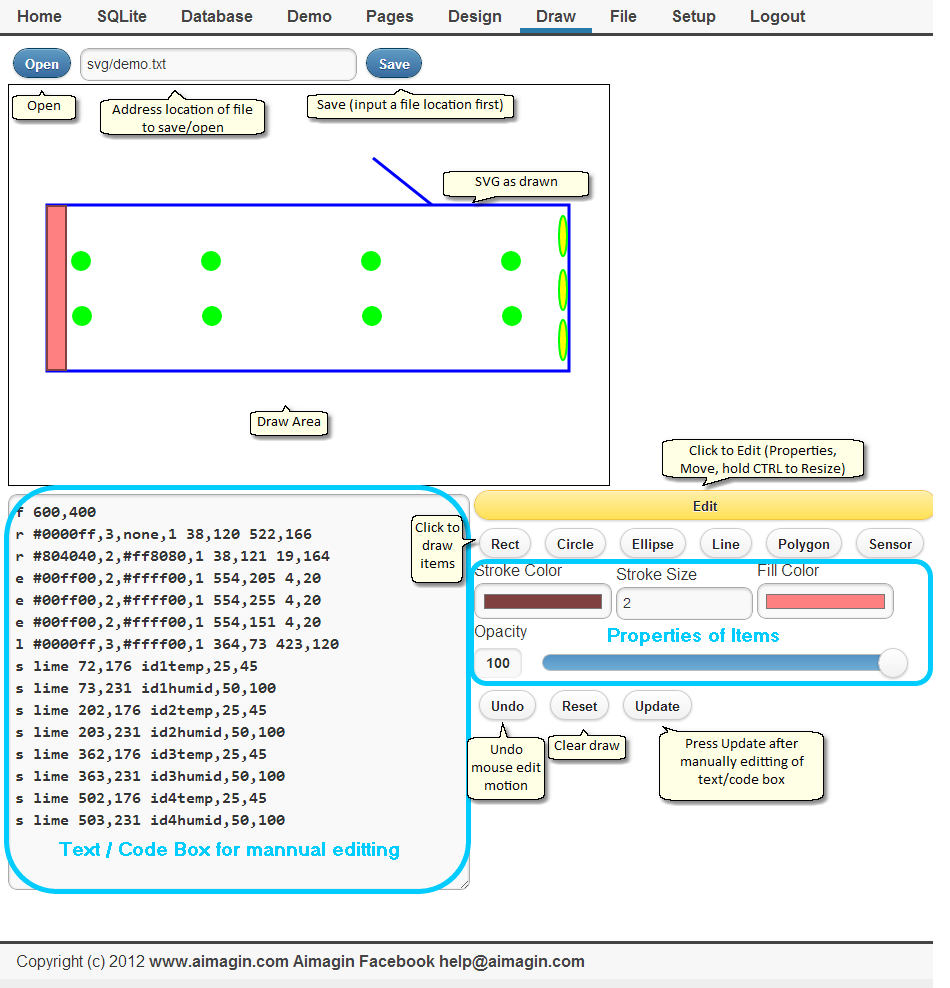 Home SQLite Database Demo Pages Design Draw File Setup Logout
Open svg/demo.txt Save
Open
Address location of file
to save/open
Save (input a file location first)
SVG as drawn
Draw Area
Click to Edit (Properties,
Move, hold CTRL to Resize)
f 600,400
r #0000ff,3,none,1 38,120 522,166
r #804040,2,#ff8080,1 38,121 19,164
e #00ff00,2,#ffff00,1 554,205 4,20
e #00ff00,2,#ffff00,1 554,255 4,20
e #00ff00,2,#ffff00,1 554,151 4,20
l #0000ff,3,#ffff00,1 364,73 423,120
s lime 72,176 id1temp,25,45
s lime 73,231 id1humid,50,100
s lime 202,176 id2temp,25,45
s lime 203,231 id2humid,50,100
s lime 362,176 id3temp,25,45
s lime 363,231 id3humid,50,100
s lime 502,176 id4temp,25,45
s lime 503,231 id4humid,50,100
Text / Code Box for mannual editting
Edit
Click to
draw
items
Rect Circle Ellipse Line Polygon Sensor
Stroke Color Stroke Size Fill Color
2
Opacity
Properties of Items
100
Undo Reset Update
Undo
mouse edit
motion
Clear draw
Press Update after
manually editting of
text/code box
Copyright (c) 2012 www.aimagin.com Aimagin Facebook help@aimagin.com